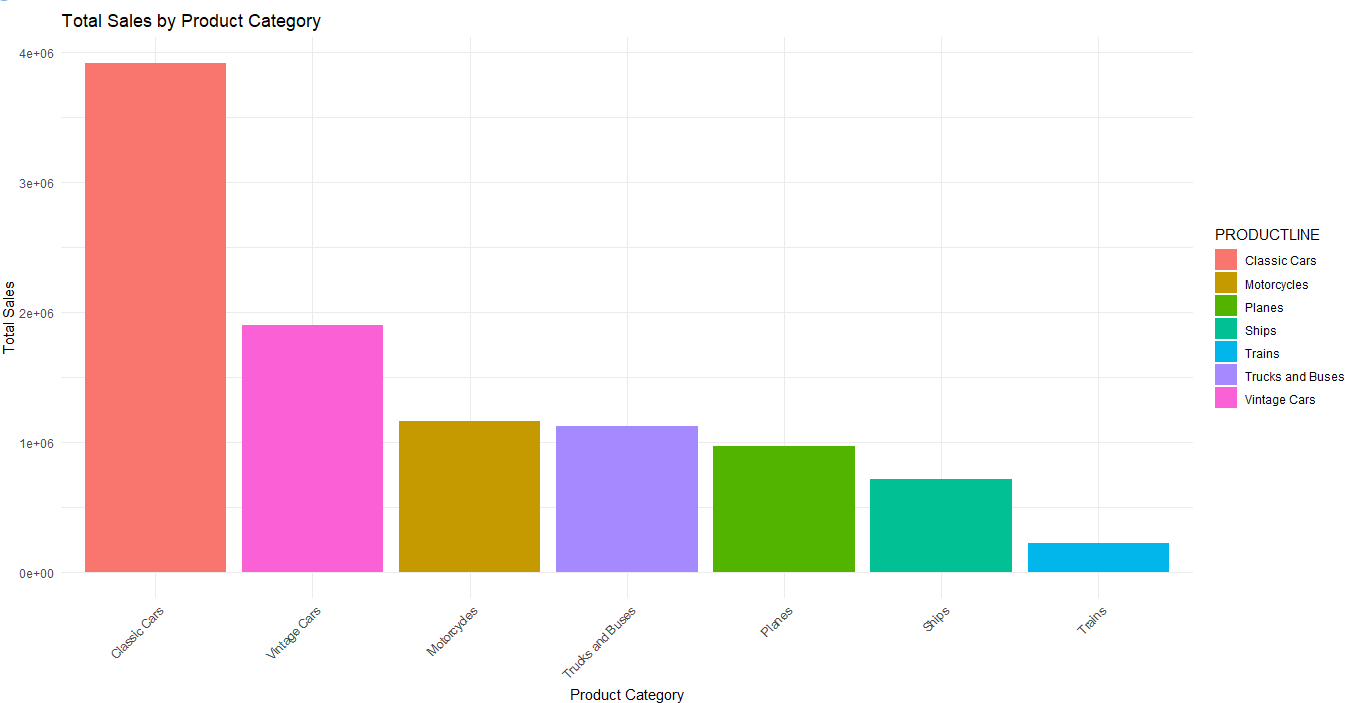 Total Sales by Product Category
4e+06
3e+06
2e+06
1e+06
0e+00
Total Sales
Classic Cars
Vintage Cars
Motorcycles
Trucks and Buses
Planes
Ships
Trains
Product Category
PRODUCTLINE
Classic Cars
Motorcycles
Planes
Ships
Trains
Trucks and Buses
Vintage Cars